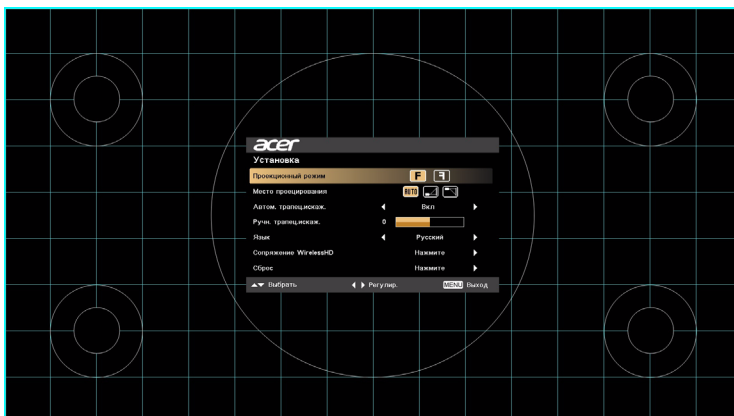 acer
Установка
Проекционный режим F F
Место проецирования AUTO
Автом. трапец.искаж. Вкл
Ручн. трапец.искаж. 0
Язык Русский
Сопряжение WirelessHD Нажмите
Сброс Нажмите
Выбрать Регулир. MENU Выход